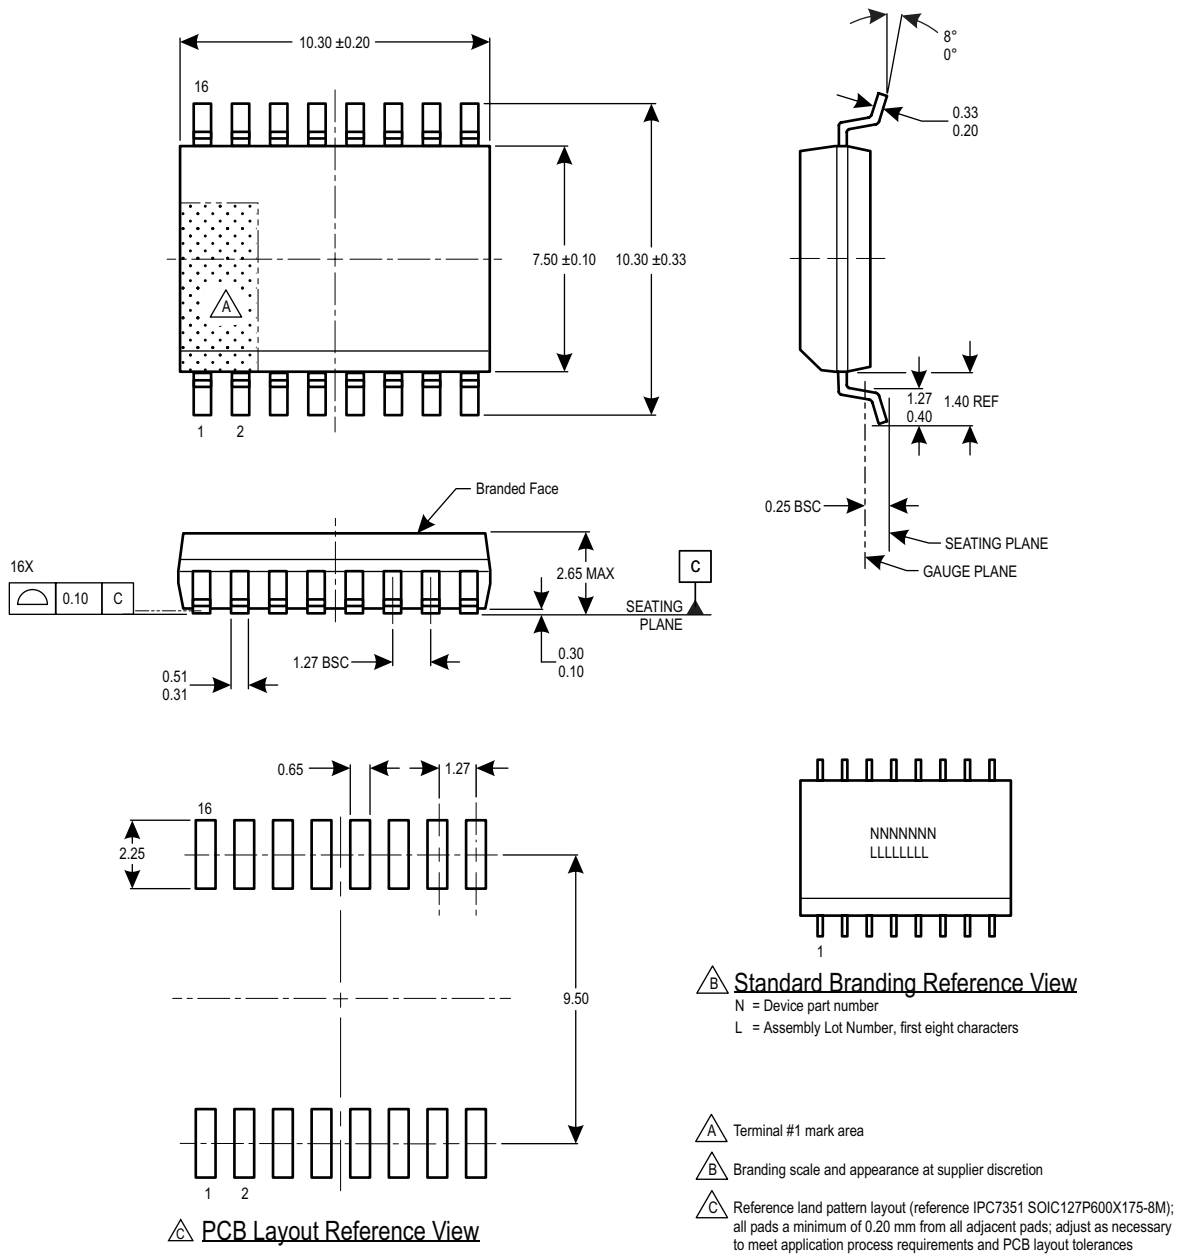 10.30 ±0.20
8°
0°
16
0.33
0.20
7.50 ±0.10
10.30 ±0.33
A
1.27
0.40
1.40 REF
1 2
Branded Face
0.25 BSC
SEATING PLANE
GAUGE PLANE
16X
0.10 C
2.65 MAX
C
SEATING
PLANE
1.27 BSC
0.30
0.10
0.51
0.31
0.65
1.27
16
2.25
9.50
1 2
C PCB Layout Reference View
NNNNNNN
LLLLLLLL
1
B Standard Branding Reference View
N = Device part number
L = Assembly Lot Number, first eight characters
A Terminal #1 mark area
B Branding scale and appearance at supplier discretion
C Reference land pattern layout (reference IPC7351 SOIC127P600X175-8M);
all pads a minimum of 0.20 mm from all adjacent pads; adjust as necessary
to meet application process requirements and PCB layout tolerances